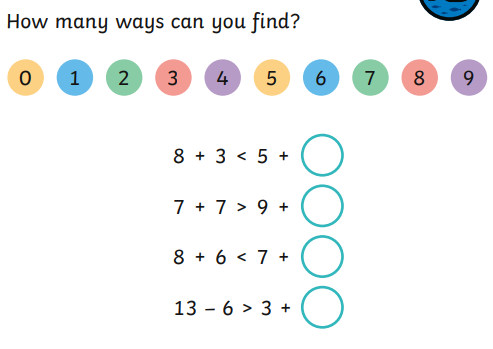 How many ways can you find?
0 1 2 3 4 5 6 7 8 9
8 + 3 < 5 +
7 + 7 > 9 +
8 + 6 < 7 +
13 – 6 > 3 +